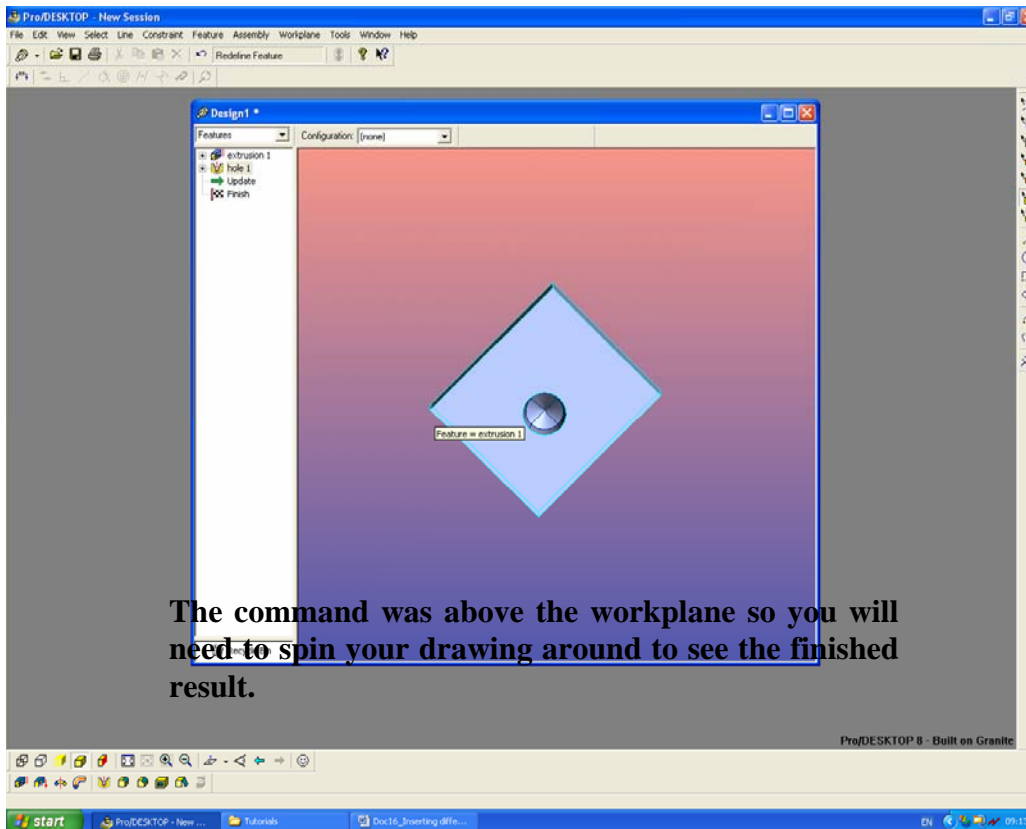 Pro/DESKTOP - New Session
File Edit View Select Line Constraint Feature Assembly Workplane Tools Window Help
Redefine Feature
Design1 *
Features Configuration: (none)
extrusion 1
hole 1
Update
Finish
Feature = extrusion 1
The command was above the workplane so you will
need to spin your drawing around to see the finished
result.
Pro/DESKTOP 8 - Built on Granite
start Pro/DESKTOP - New ... Tutorials Doc16_Inserting diffe... EN